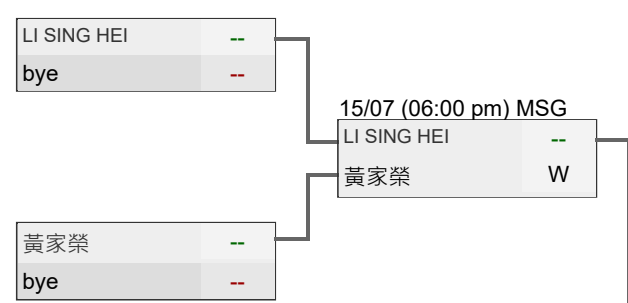 LI SING HEI --
bye --
15/07 (06:00 pm) MSG
LI SING HEI --
黃家榮 W
黃家榮 --
bye --